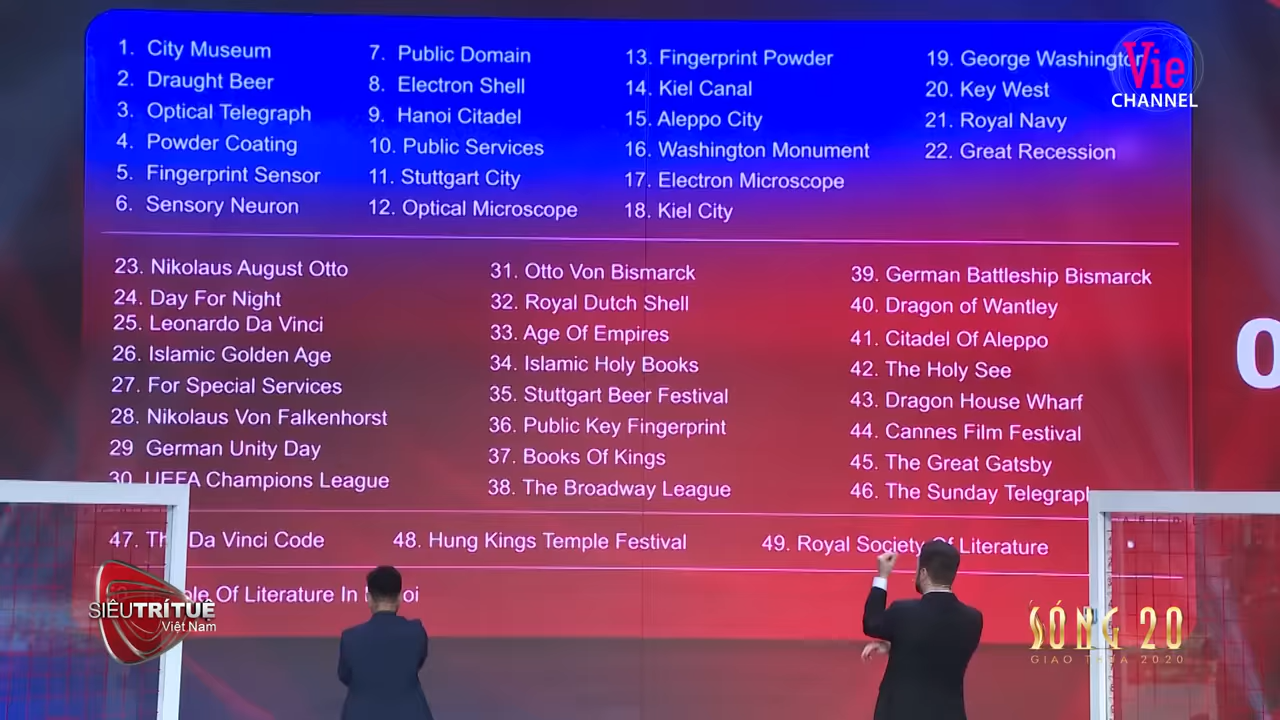 1. City Museum
2. Draught Beer
3. Optical Telegraph
4. Powder Coating
5. Fingerprint Sensor
6. Sensory Neuron
7. Public Domain
8. Electron Shell
9. Hanoi Citadel
10. Public Services
11. Stuttgart City
12. Optical Microscope
13. Fingerprint Powder
14. Kiel Canal
15. Aleppo City
16. Washington Monument
17. Electron Microscope
18. Kiel City
19. George Washington
20. Key West
21. Royal Navy
22. Great Recession
23. Nikolaus August Otto
24. Day For Night
25. Leonardo Da Vinci
26. Islamic Golden Age
27. For Special Services
28. Nikolaus Von Falkenhorst
29 German Unity Day
30. UEFA Champions League
31. Otto Von Bismarck
32. Royal Dutch Shell
33. Age Of Empires
34. Islamic Holy Books
35. Stuttgart Beer Festival
36. Public Key Fingerprint
37. Books Of Kings
38. The Broadway League
39. German Battleship Bismarck
40. Dragon of Wantley
41. Citadel Of Aleppo
42. The Holy See
43. Dragon House Wharf
44. Cannes Film Festival
45. The Great Gatsby
46. The Sunday Telegraph
47. The Da Vinci Code
48. Hung Kings Temple Festival
49. Royal Society Of Literature
Of Literature In
Vie
CHANNEL
0
SIÊU TRÍ TUỆ
Việt Nam
SÓNG 20
GIAO THỪA 2020